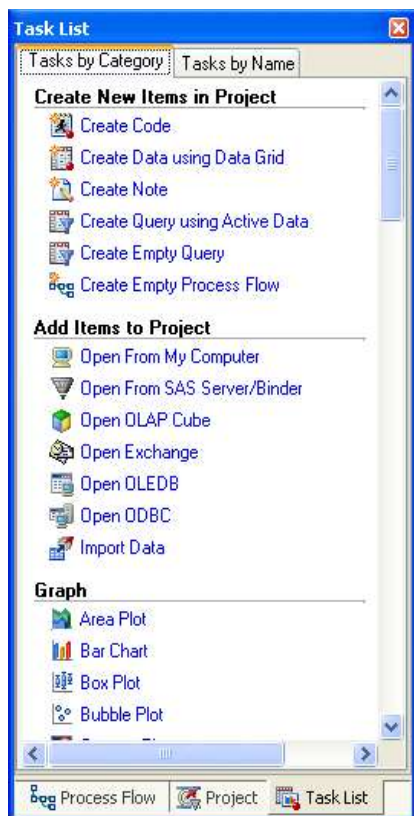 Task List
Tasks by Category Tasks by Name
Create New Items in Project
Create Code
Create Data using Data Grid
Create Note
Create Query using Active Data
Create Empty Query
Create Empty Process Flow
Add Items to Project
Open From My Computer
Open From SAS Server/Binder
Open OLAP Cube
Open Exchange
Open OLEDB
Open ODBC
Import Data
Graph
Area Plot
Bar Chart
Box Plot
Bubble Plot
Process Flow Project Task List